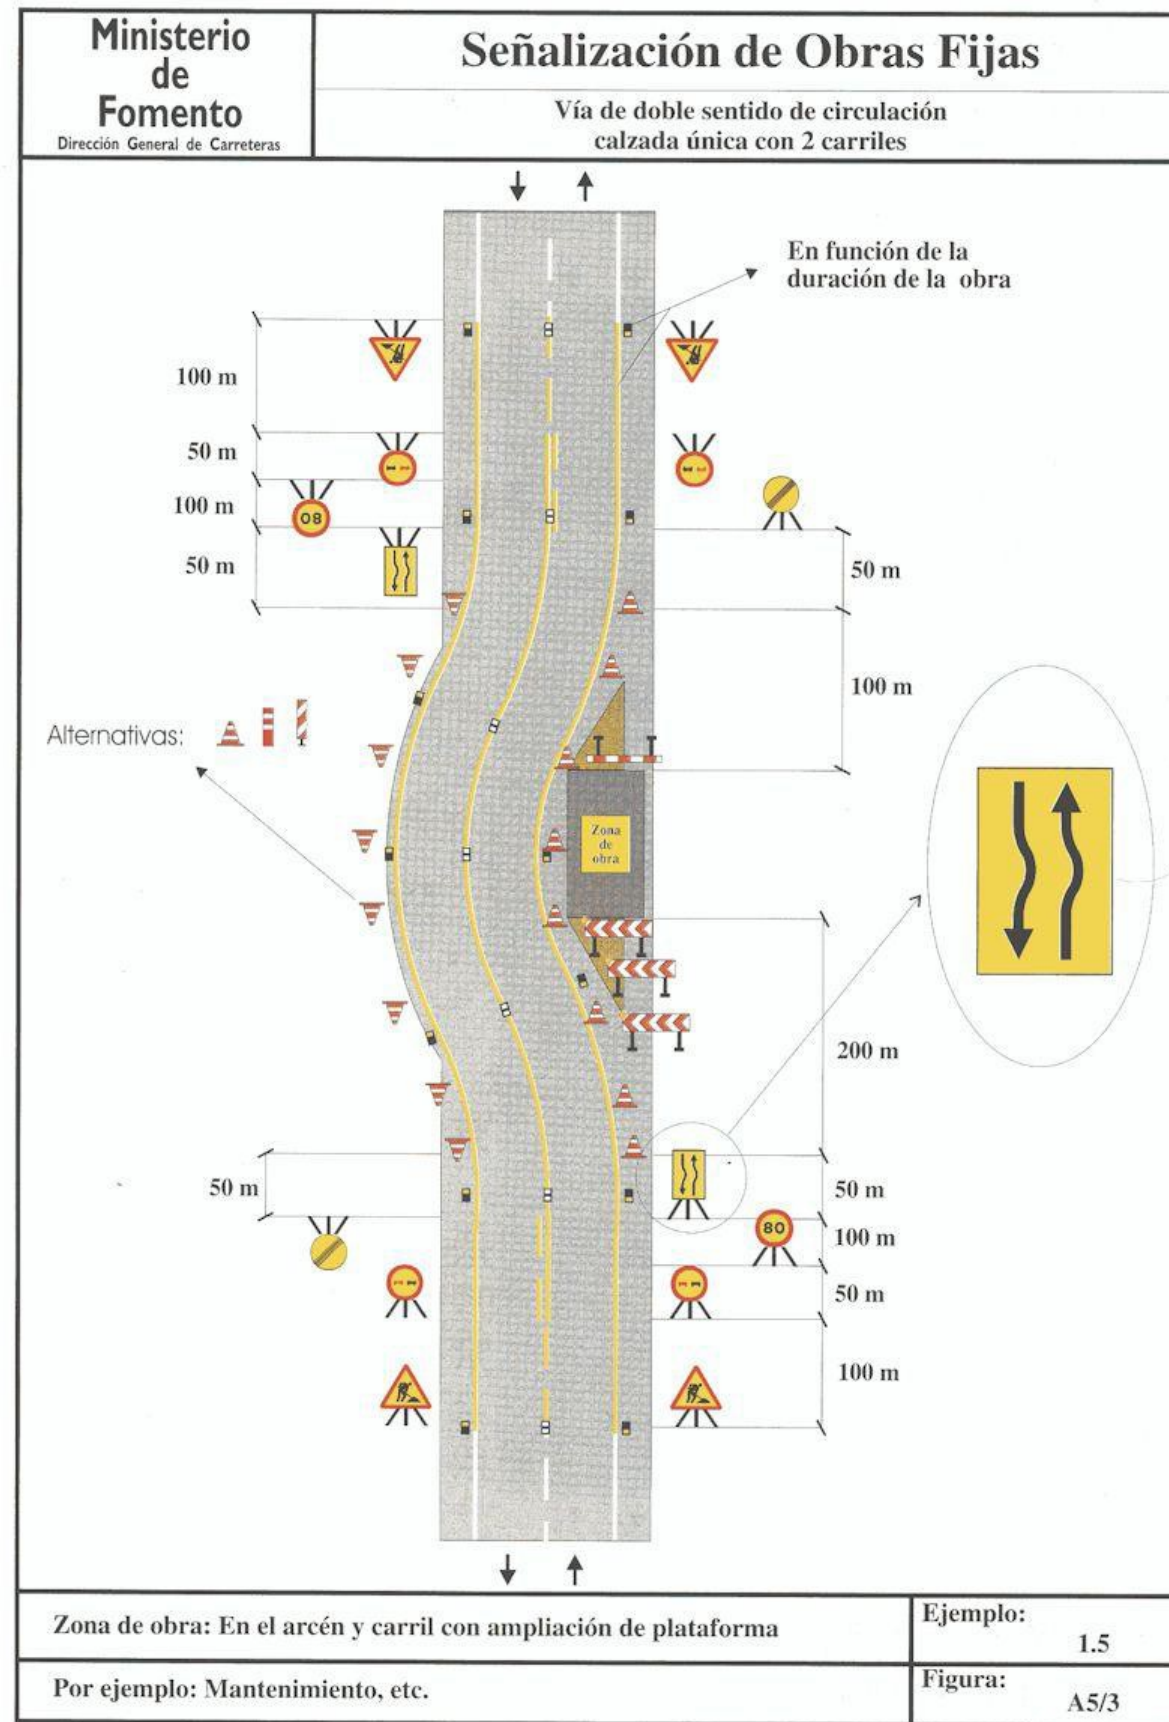 Ministerio
de
Fomento
Dirección General de Carreteras
Señalización de Obras Fijas
Vía de doble sentido de circulación
calzada única con 2 carriles
En función de la
duración de la obra
100 m
50 m
100 m
50 m
80
50 m
100 m
Alternativas:
Zona
de
obra
200 m
50 m
50 m
80
100 m
50 m
100 m
Zona de obra: En el arcén y carril con ampliación de plataforma
Ejemplo:
1.5
Por ejemplo: Mantenimiento, etc.
Figura:
A5/3